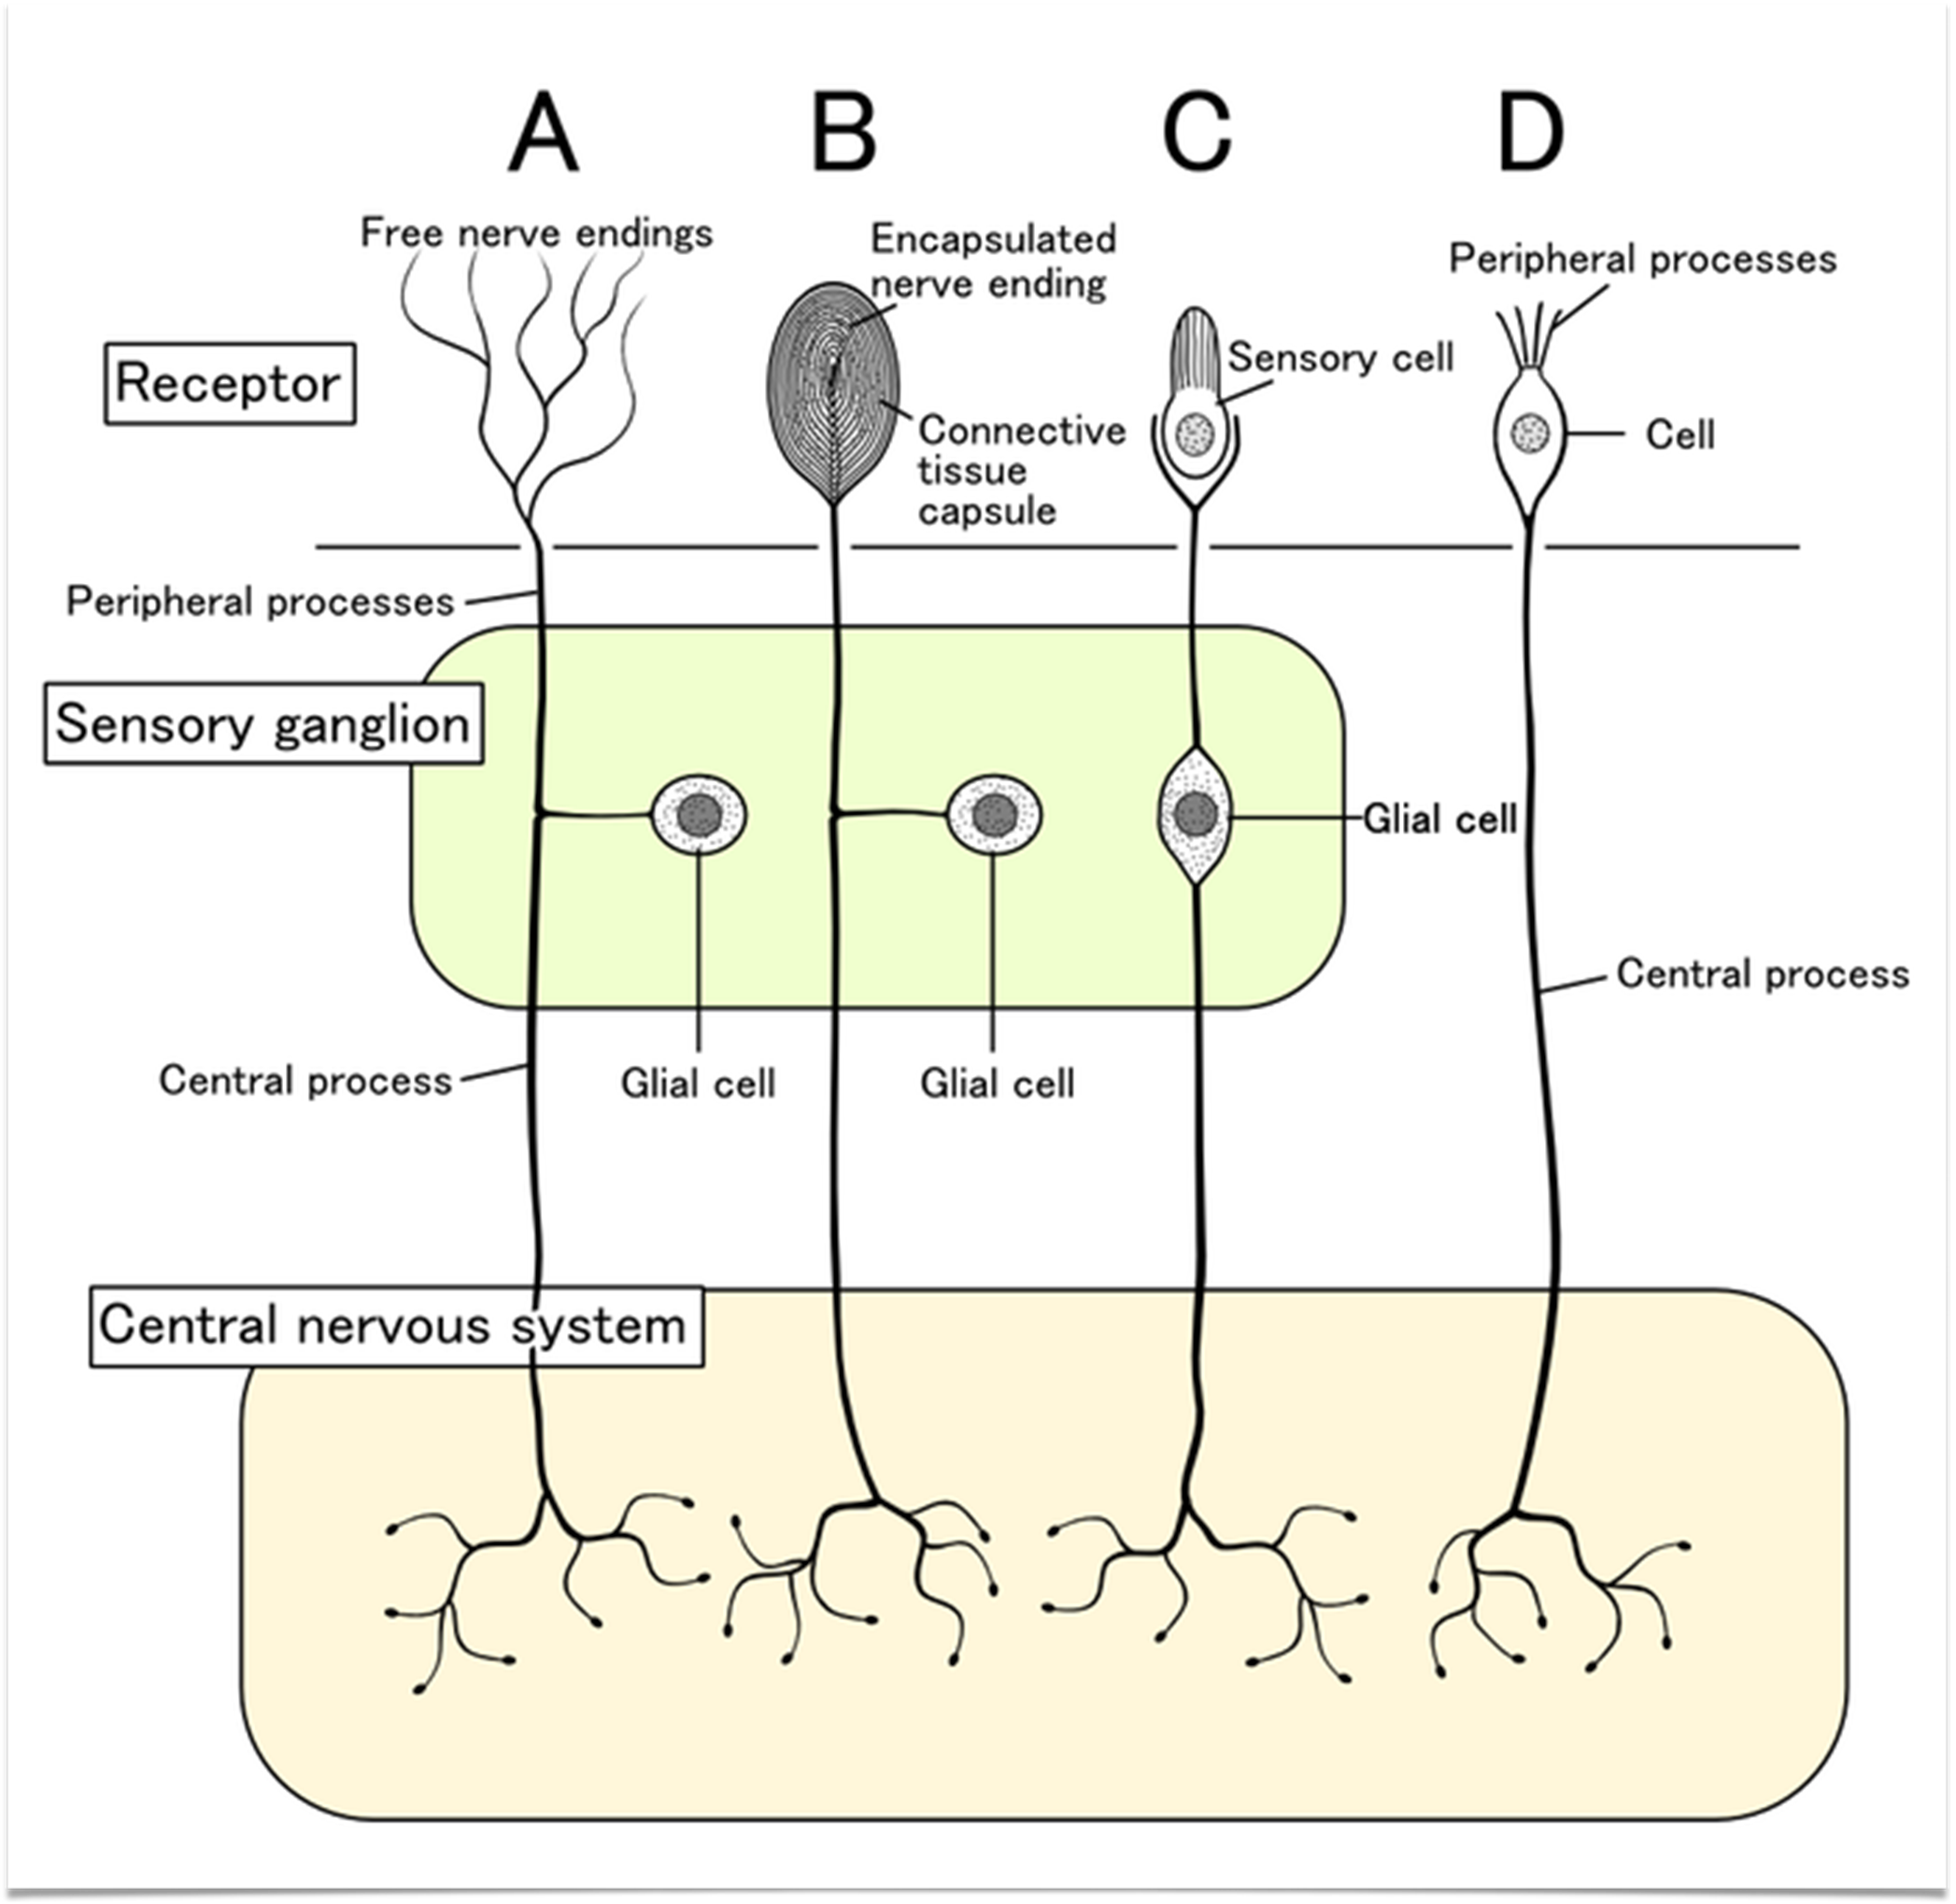 A B C D
Free nerve endings
Encapsulated
nerve ending
Peripheral processes
Receptor
Sensory cell
Connective
tissue
capsule
Cell
Peripheral processes
Sensory ganglion
Glial cell
Central process
Central process
Glial cell
Glial cell
Central nervous system